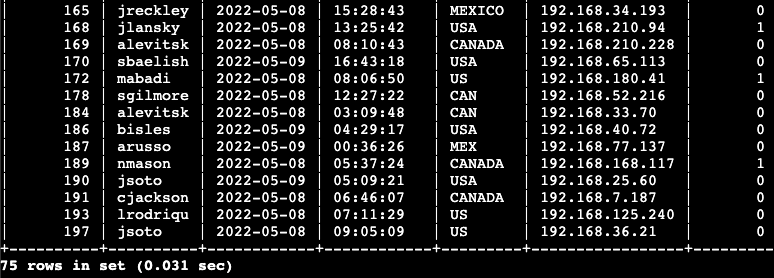 | 165 | jreckley | 2022-05-08 | 15:28:43 | MEXICO | 192.168.34.193 | 0
| 168 | jlansky | 2022-05-08 | 13:25:42 | USA | 192.168.210.94 | 1
| 169 | alevitsk | 2022-05-08 | 08:10:43 | CANADA | 192.168.210.228 | 0
| 170 | sbaelish | 2022-05-09 | 16:43:18 | USA | 192.168.65.113 | 0
| 172 | mabadi | 2022-05-08 | 08:06:50 | US | 192.168.180.41 | 1
| 178 | sgilmore | 2022-05-08 | 12:27:22 | CAN | 192.168.52.216 | 0
| 184 | alevitsk | 2022-05-08 | 03:09:48 | CAN | 192.168.33.70 | 0
| 186 | bisles | 2022-05-09 | 04:29:17 | USA | 192.168.40.72 | 0
| 187 | arusso | 2022-05-09 | 00:36:26 | MEX | 192.168.77.137 | 0
| 189 | nmason | 2022-05-08 | 05:37:24 | CANADA | 192.168.168.117 | 1
| 190 | jsoto | 2022-05-09 | 05:09:21 | USA | 192.168.25.60 | 0
| 191 | cjackson | 2022-05-08 | 06:46:07 | CANADA | 192.168.7.187 | 0
| 193 | lrodriqu | 2022-05-08 | 07:11:29 | US | 192.168.125.240 | 0
| 197 | jsoto | 2022-05-08 | 09:05:09 | US | 192.168.36.21 | 0
75 rows in set (0.031 sec)